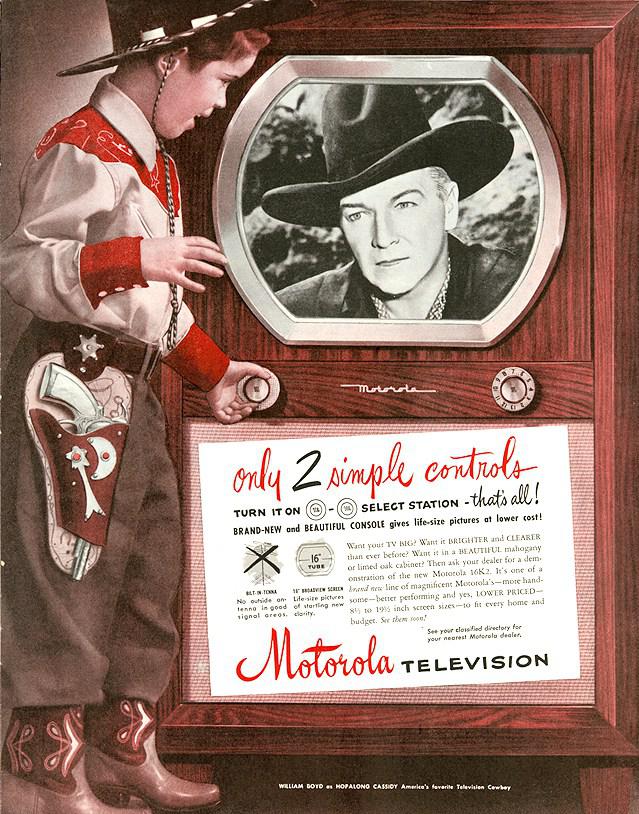 Motorola
only 2 simple controls
TURN IT ON - SELECT STATION - that's all!
BRAND-NEW and BEAUTIFUL CONSOLE gives life-size pictures at lower cost!
16"
TUBE
BILT-IN-TENNA
No outside an-
tenna in good
signal areas.
16" BROADVIEW SCREEN
Life-size pictures
of startling new
clarity.
Want your TV BIG? Want it BRIGHTER and CLEARER
than ever before? Want it in a BEAUTIFUL mahogany
or limed oak cabinet? Then ask your dealer for a dem-
onstration of the new Motorola 16K2. It's one of a
brand new line of magnificent Motorola's—more hand-
some—better performing and yes, LOWER PRICED—
8½ to 19½ inch screen sizes—to fit every home and
budget. See them soon!
See your classified directory for
your nearest Motorola dealer.
Motorola TELEVISION
WILLIAM BOYD as HOPALONG CASSIDY America's favorite Television Cowboy